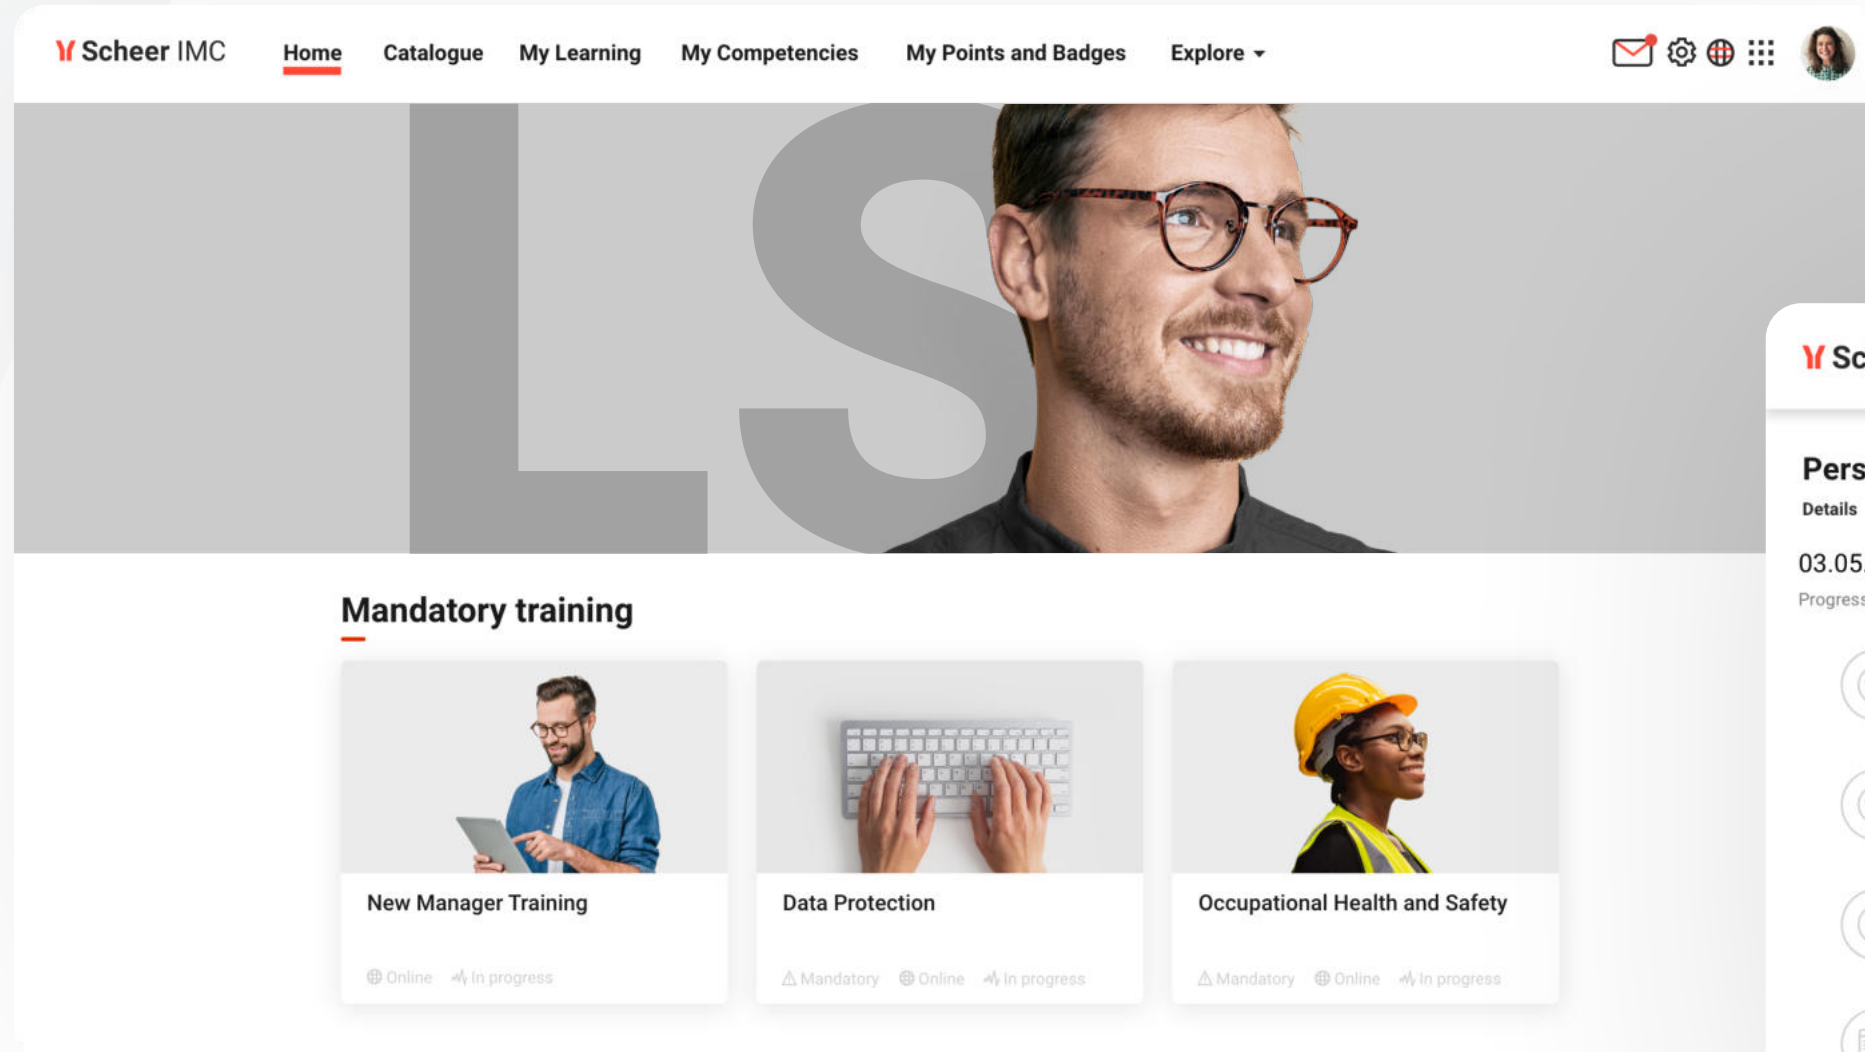 Scheer IMC
Home Catalogue My Learning My Competencies My Points and Badges Explore
LS
Mandatory training
New Manager Training
Online In progress
Data Protection
Mandatory Online In progress
Occupational Health and Safety
Mandatory Online In progress
Sc
Pers
Details
03.05.
Progress